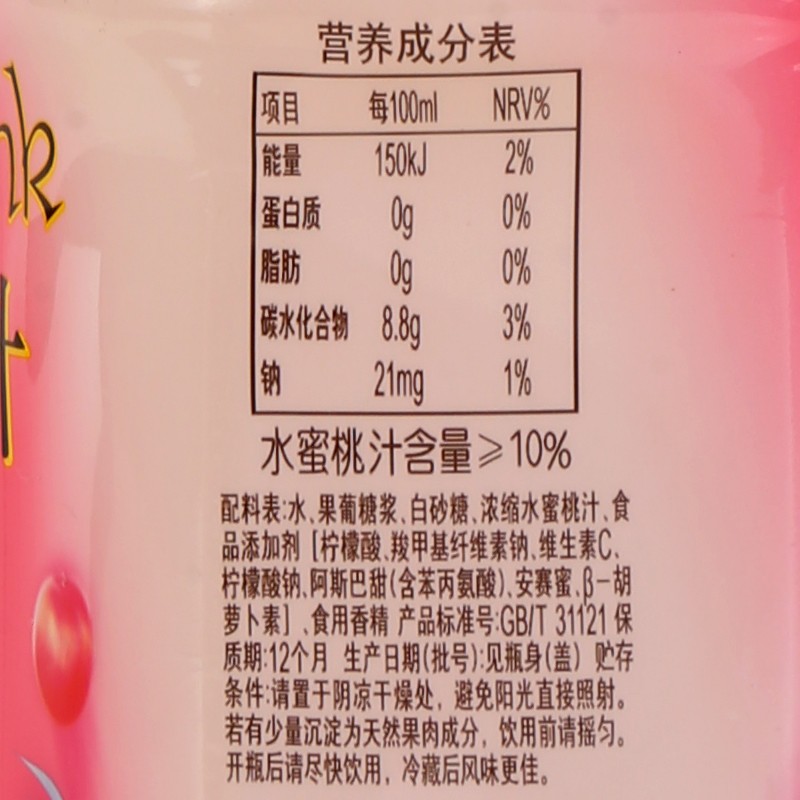 nk
营养成分表
项目 每100ml NRV%
能量 150kJ 2%
蛋白质 0g 0%
脂肪 0g 0%
碳水化合物 8.8g 3%
钠 21mg 1%
水蜜桃汁含量≥10%
配料表:水、果葡糖浆、白砂糖、浓缩水蜜桃汁、食
品添加剂[柠檬酸、羧甲基纤维素钠、维生素C、
柠檬酸钠、阿斯巴甜(含苯丙氨酸)、安赛蜜、β-胡
萝卜素]、食用香精 产品标准号:GB/T 31121 保
质期:12个月 生产日期(批号):见瓶身(盖) 贮存
条件:请置于阴凉干燥处，避免阳光直接照射。
若有少量沉淀为天然果肉成分，饮用前请摇匀。
开瓶后请尽快饮用，冷藏后风味更佳。